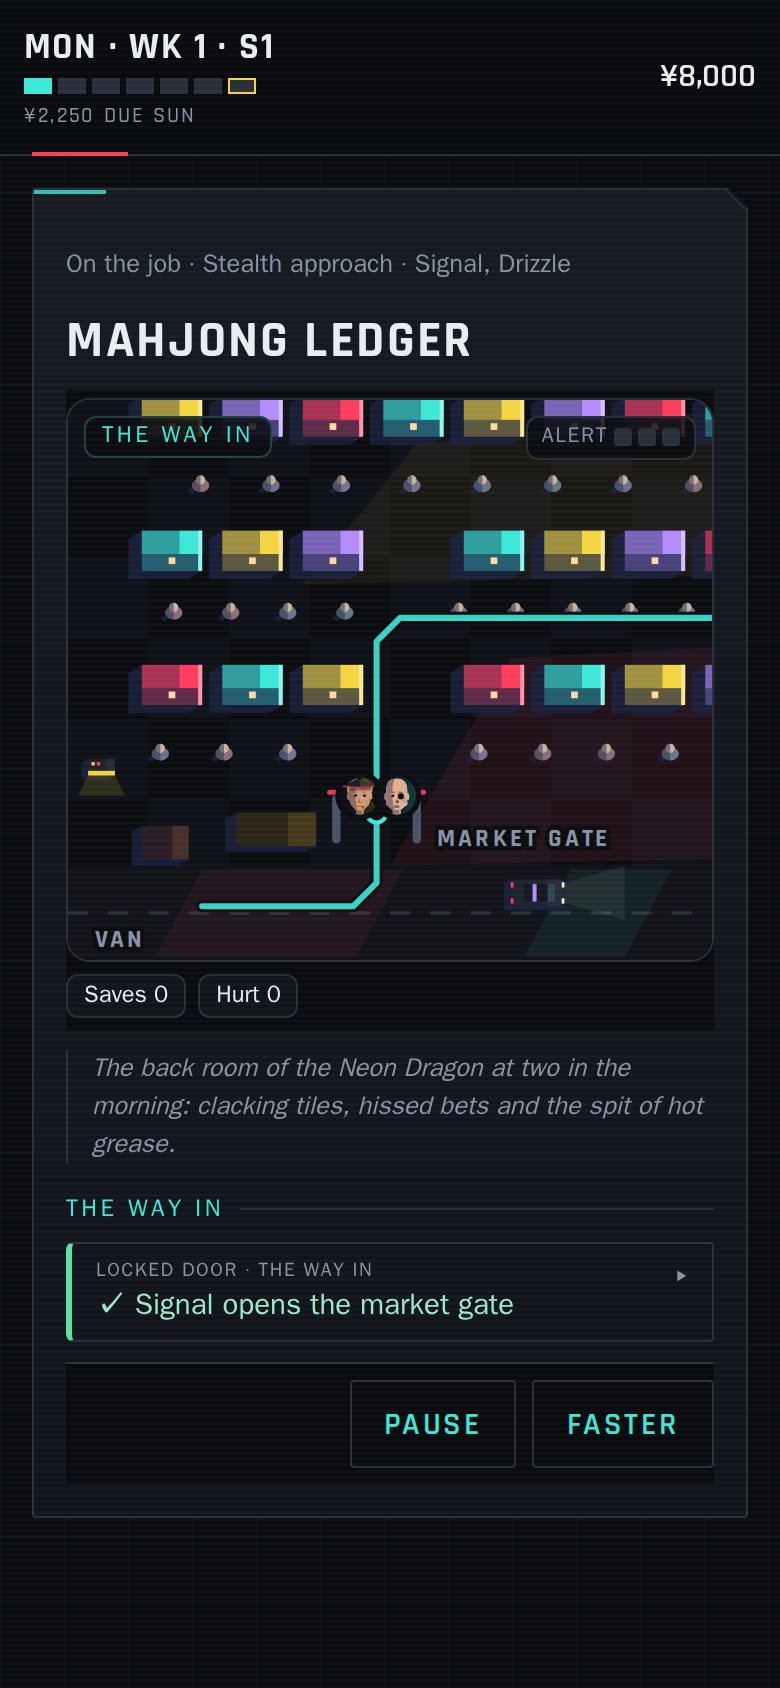 MON · WK 1 · S1
¥8,000
¥2,250 DUE SUN
On the job · Stealth approach · Signal, Drizzle
MAHJONG LEDGER
THE WAY IN
ALERT
MARKET GATE
VAN
Saves 0
Hurt 0
The back room of the Neon Dragon at two in the
morning: clacking tiles, hissed bets and the spit of hot
grease.
THE WAY IN
LOCKED DOOR · THE WAY IN
✓ Signal opens the market gate
PAUSE
FASTER